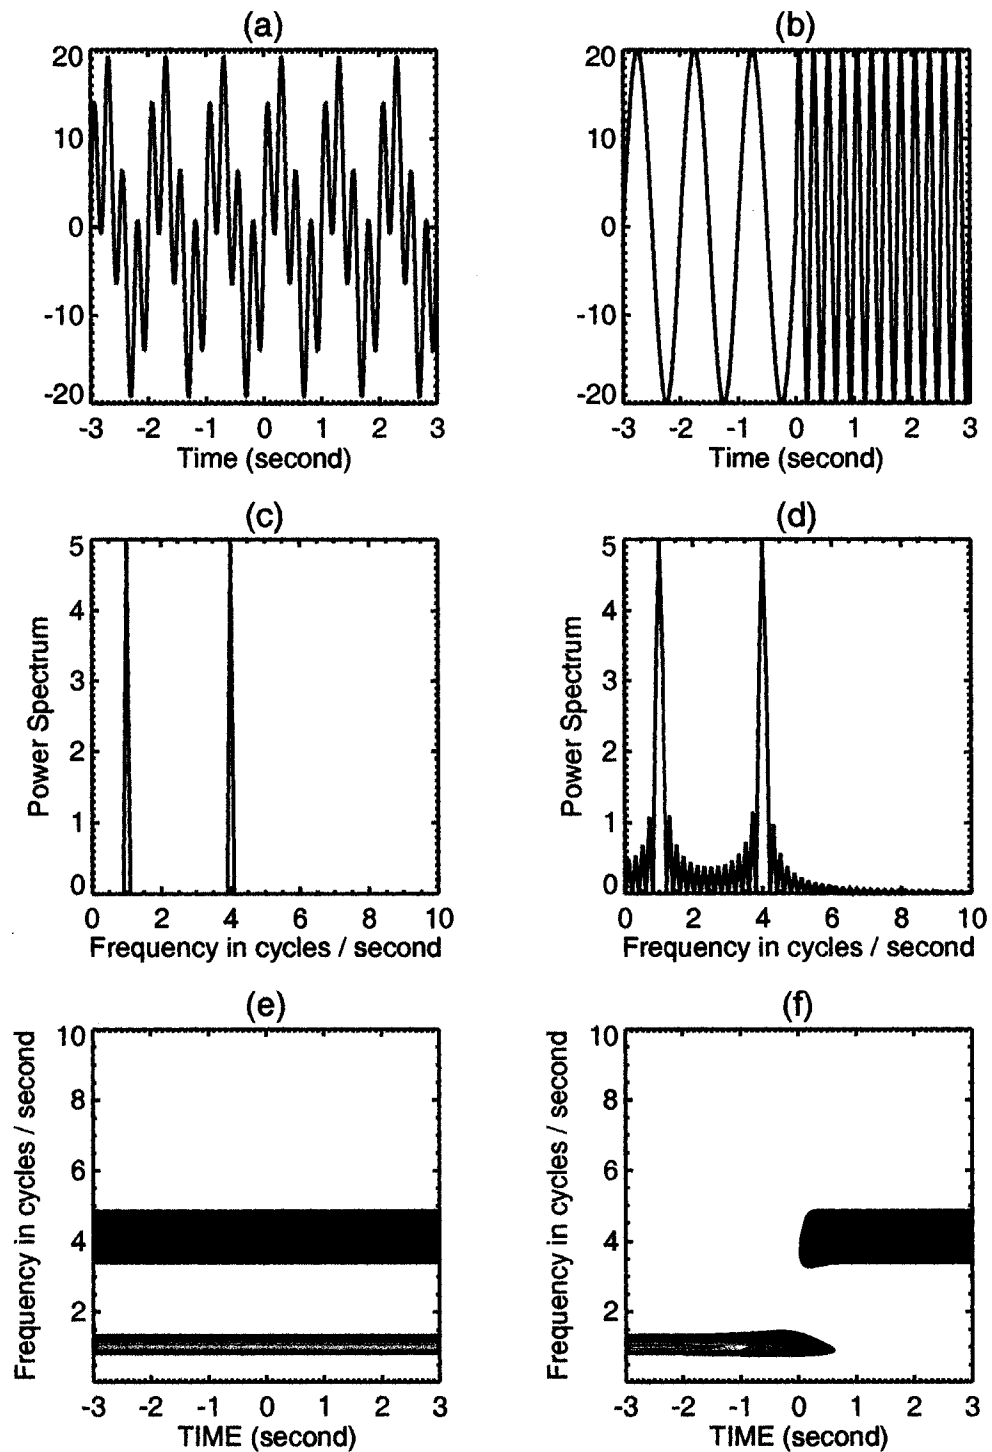 (a)
20
10
0
-10
-20
-3 -2 -1 0 1 2 3
Time (second)
(b)
20
10
0
-10
-20
-3 -2 -1 0 1 2 3
Time (second)
(c)
Power Spectrum
5
4
3
2
1
0
0 2 4 6 8 10
Frequency in cycles / second
(d)
Power Spectrum
5
4
3
2
1
0
0 2 4 6 8 10
Frequency in cycles / second
(e)
Frequency in cycles / second
10
8
6
4
2
-3 -2 -1 0 1 2 3
TIME (second)
(f)
Frequency in cycles / second
10
8
6
4
2
-3 -2 -1 0 1 2 3
TIME (second)